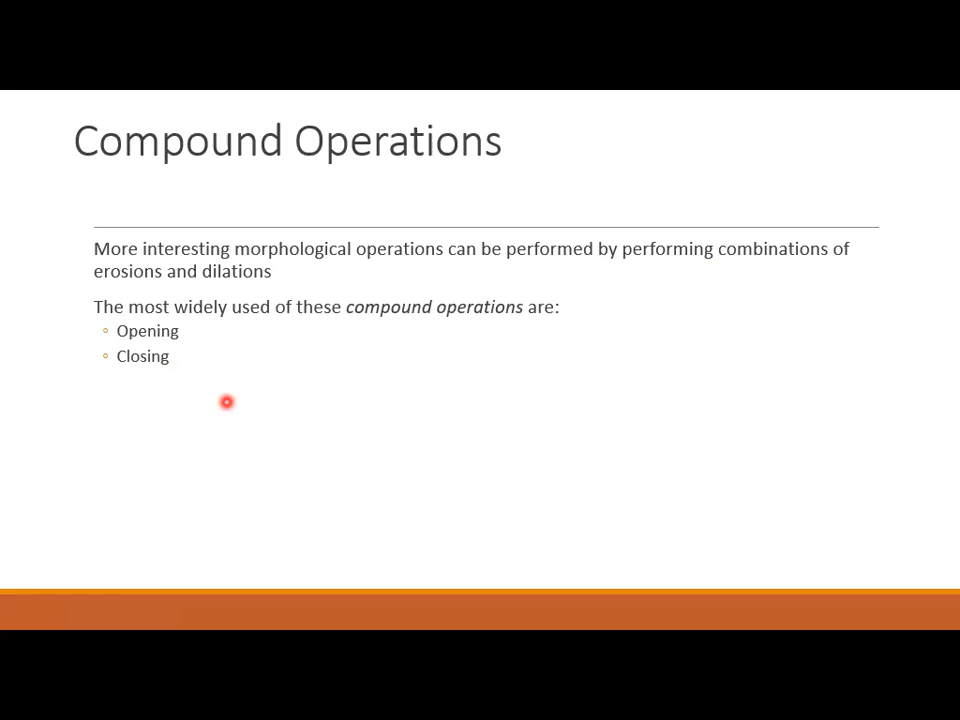 Compound Operations
More interesting morphological operations can be performed by performing combinations of
erosions and dilations
The most widely used of these compound operations are:
Opening
Closing